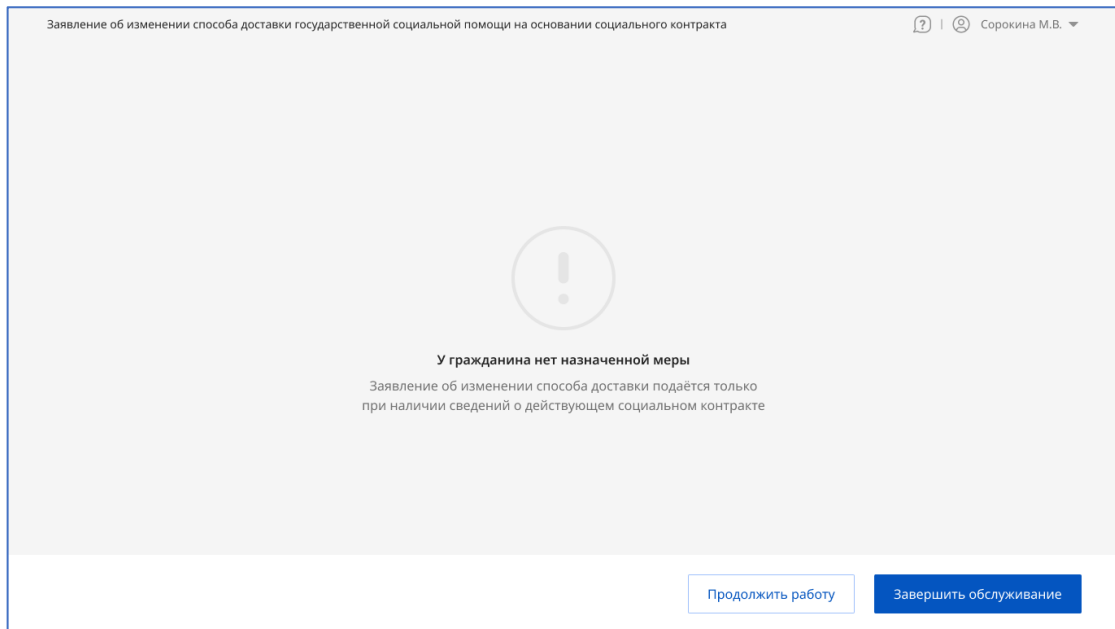 Заявление об изменении способа доставки государственной социальной помощи на основании социального контракта
Сорокина М.В.
У гражданина нет назначенной меры
Заявление об изменении способа доставки подаётся только
при наличии сведений о действующем социальном контракте
Продолжить работу
Завершить обслуживание